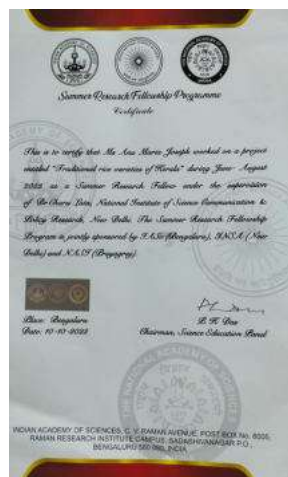 Summer Research Fellowship Programme
Certificate
This is to certify that Ms Ana Maria Joseph worked on a project
entitled "Traditional rice varieties of Kerala" during June - August
2022 as a Summer Research Fellow under the supervision
of Dr Charu Lata, National Institute of Science Communication &
Policy Research, New Delhi. The Summer Research Fellowship
Program is jointly sponsored by IASc (Bengaluru), INSA (New
Delhi) and NASI (Prayagraj).
Place: Bengaluru
Date: 10-10-2022
Chairman, Science Education Panel
INDIAN ACADEMY OF SCIENCES, C. V. RAMAN AVENUE, POST BOX No. 8005,
RAMAN RESEARCH INSTITUTE CAMPUS, SADASHIVANAGAR P.O.,
BENGALURU 560 080, INDIA